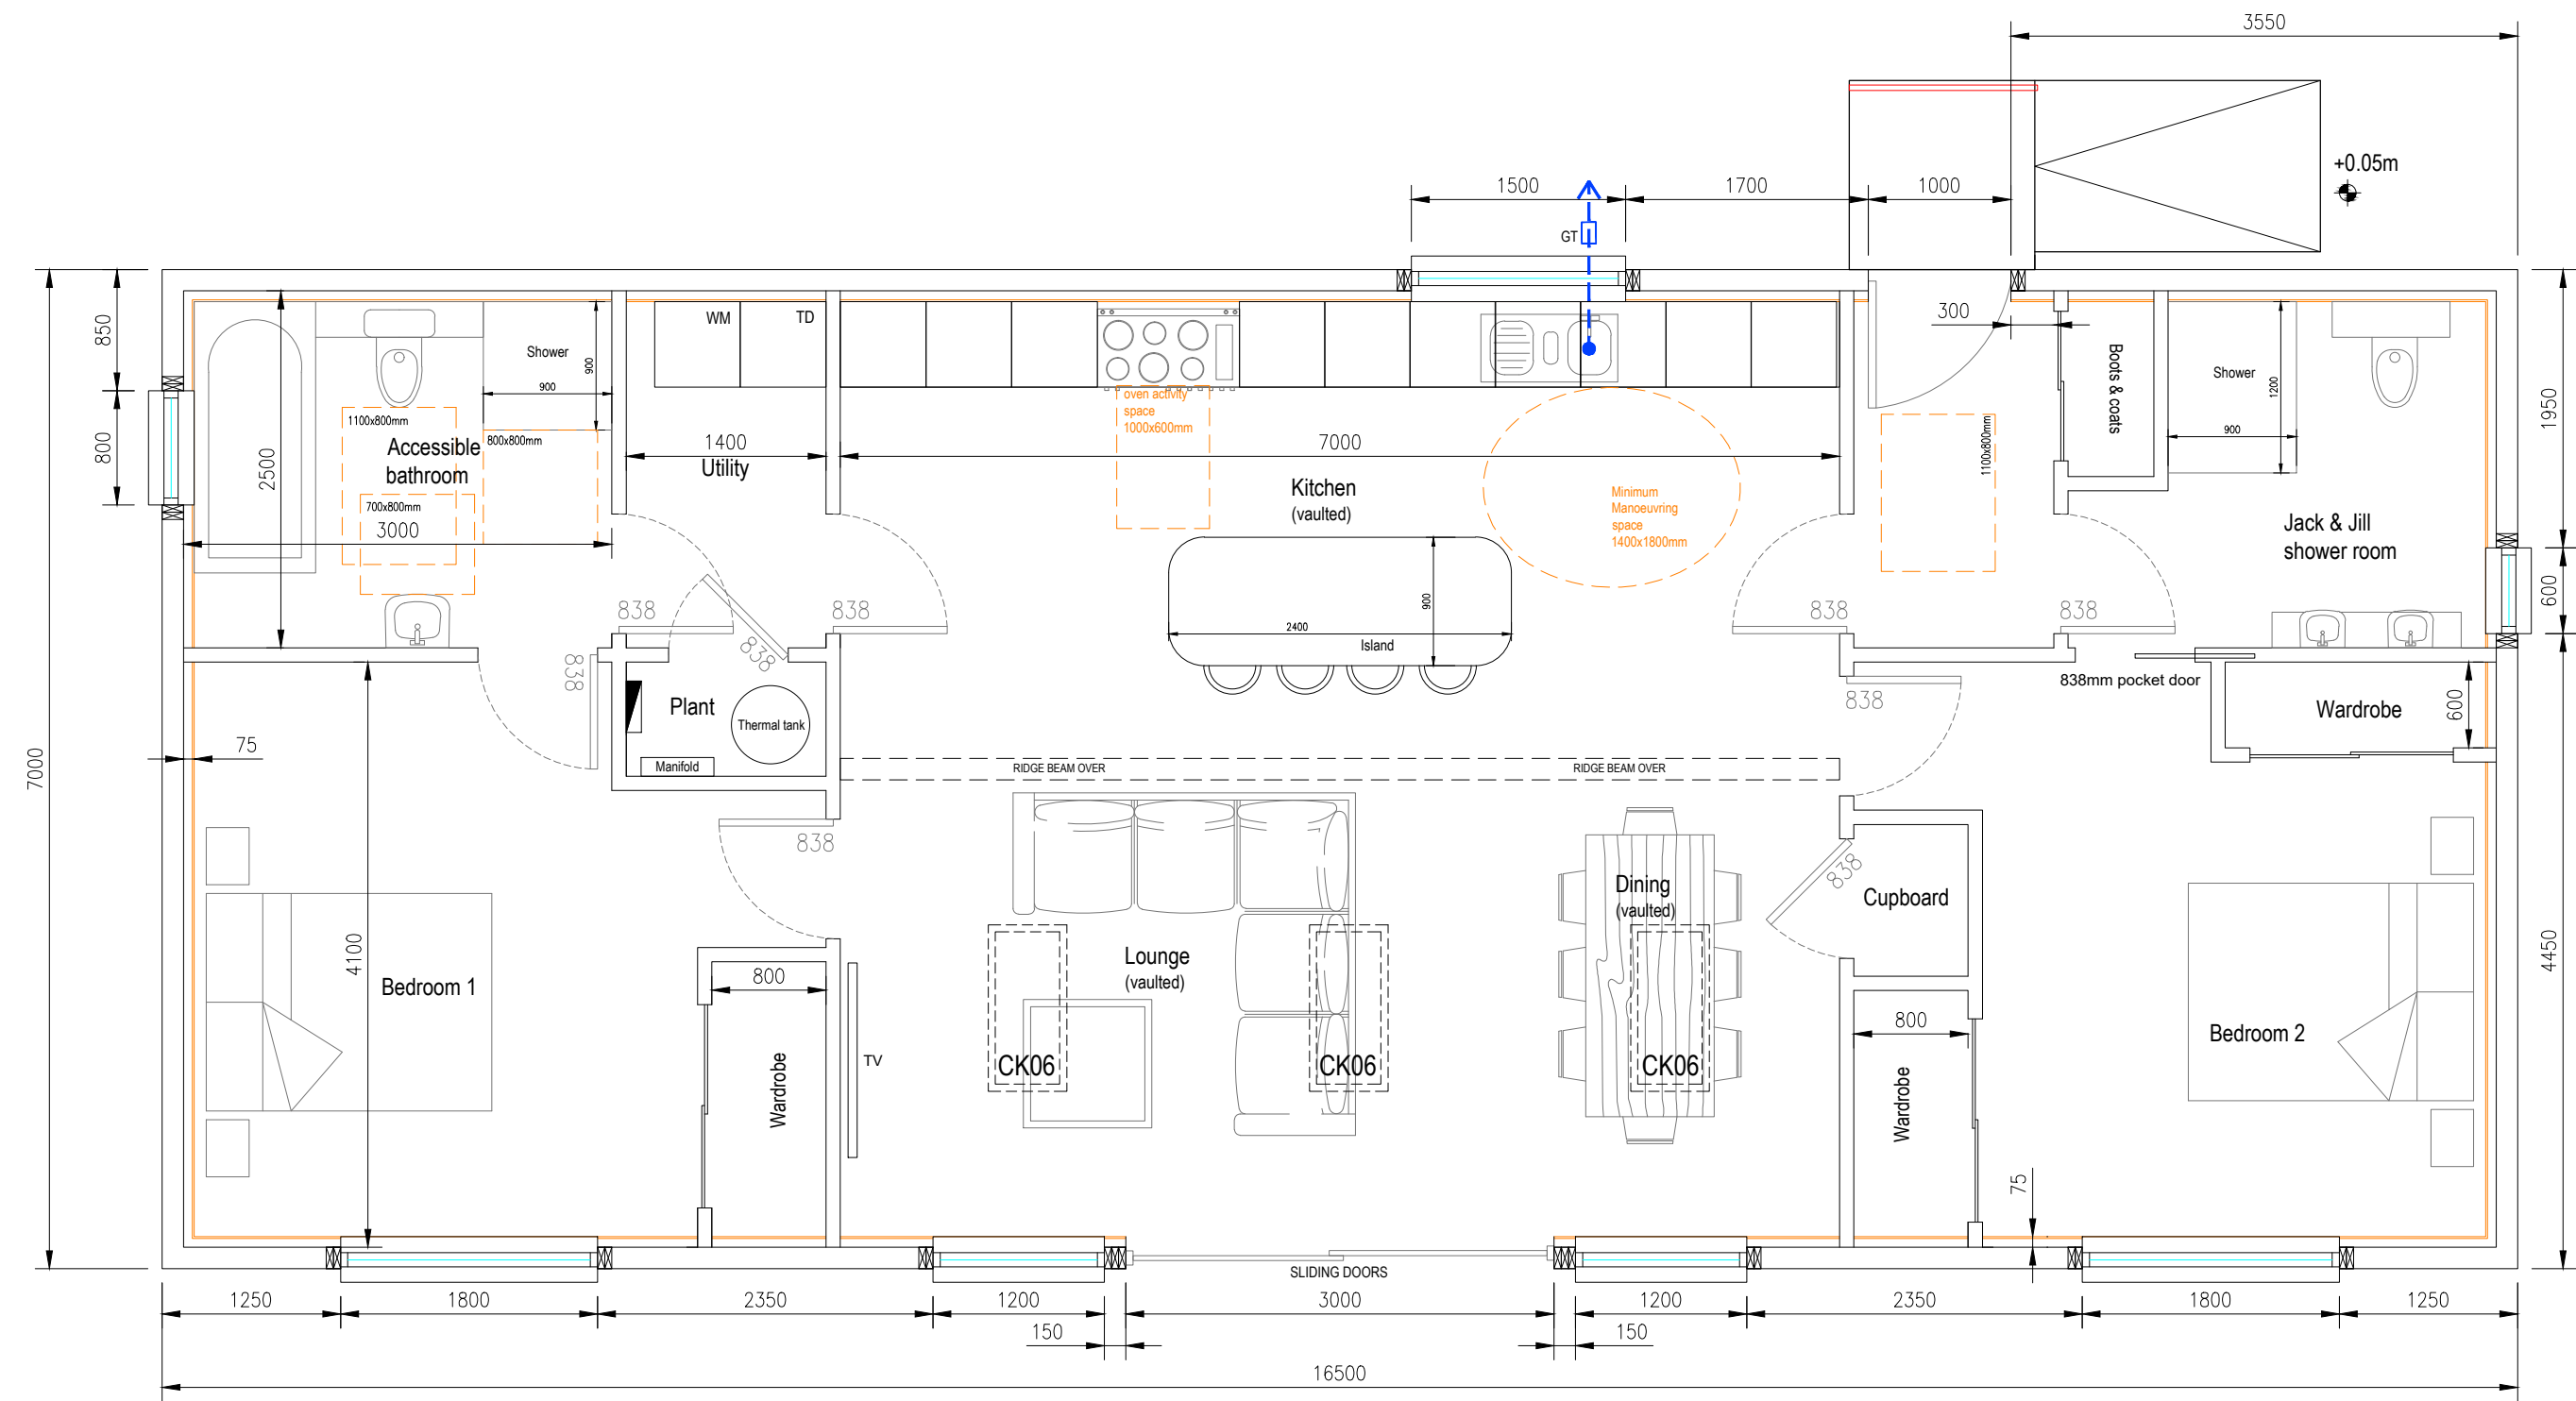 3550
+0.05m
1500
1700
1000
GT
850
800
2500
Shower
900
900
1100x800mm
800x800mm
Accessible
bathroom
700x800mm
3000
WM
TD
1400
Utility
oven activity
space
1000x600mm
7000
Kitchen
(vaulted)
Minimum
Manoeuvring
space
1400x1800mm
300
Boots & coats
1100x800mm
Shower
1200
900
Jack & Jill
shower room
1950
600
4450
838
838
838
838
838
838
2400
900
Island
838mm pocket door
Wardrobe
600
838
Plant
Thermal tank
Manifold
75
7000
RIDGE BEAM OVER
RIDGE BEAM OVER
838
838
Cupboard
Dining
(vaulted)
Lounge
(vaulted)
4100
Bedroom 1
800
Wardrobe
TV
CK06
CK06
CK06
800
Wardrobe
Bedroom 2
75
SLIDING DOORS
1250
1800
2350
1200
3000
1200
2350
1800
1250
150
150
16500